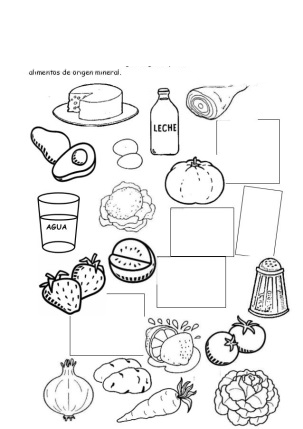 alimentos de origen mineral.
LECHE
AGUA